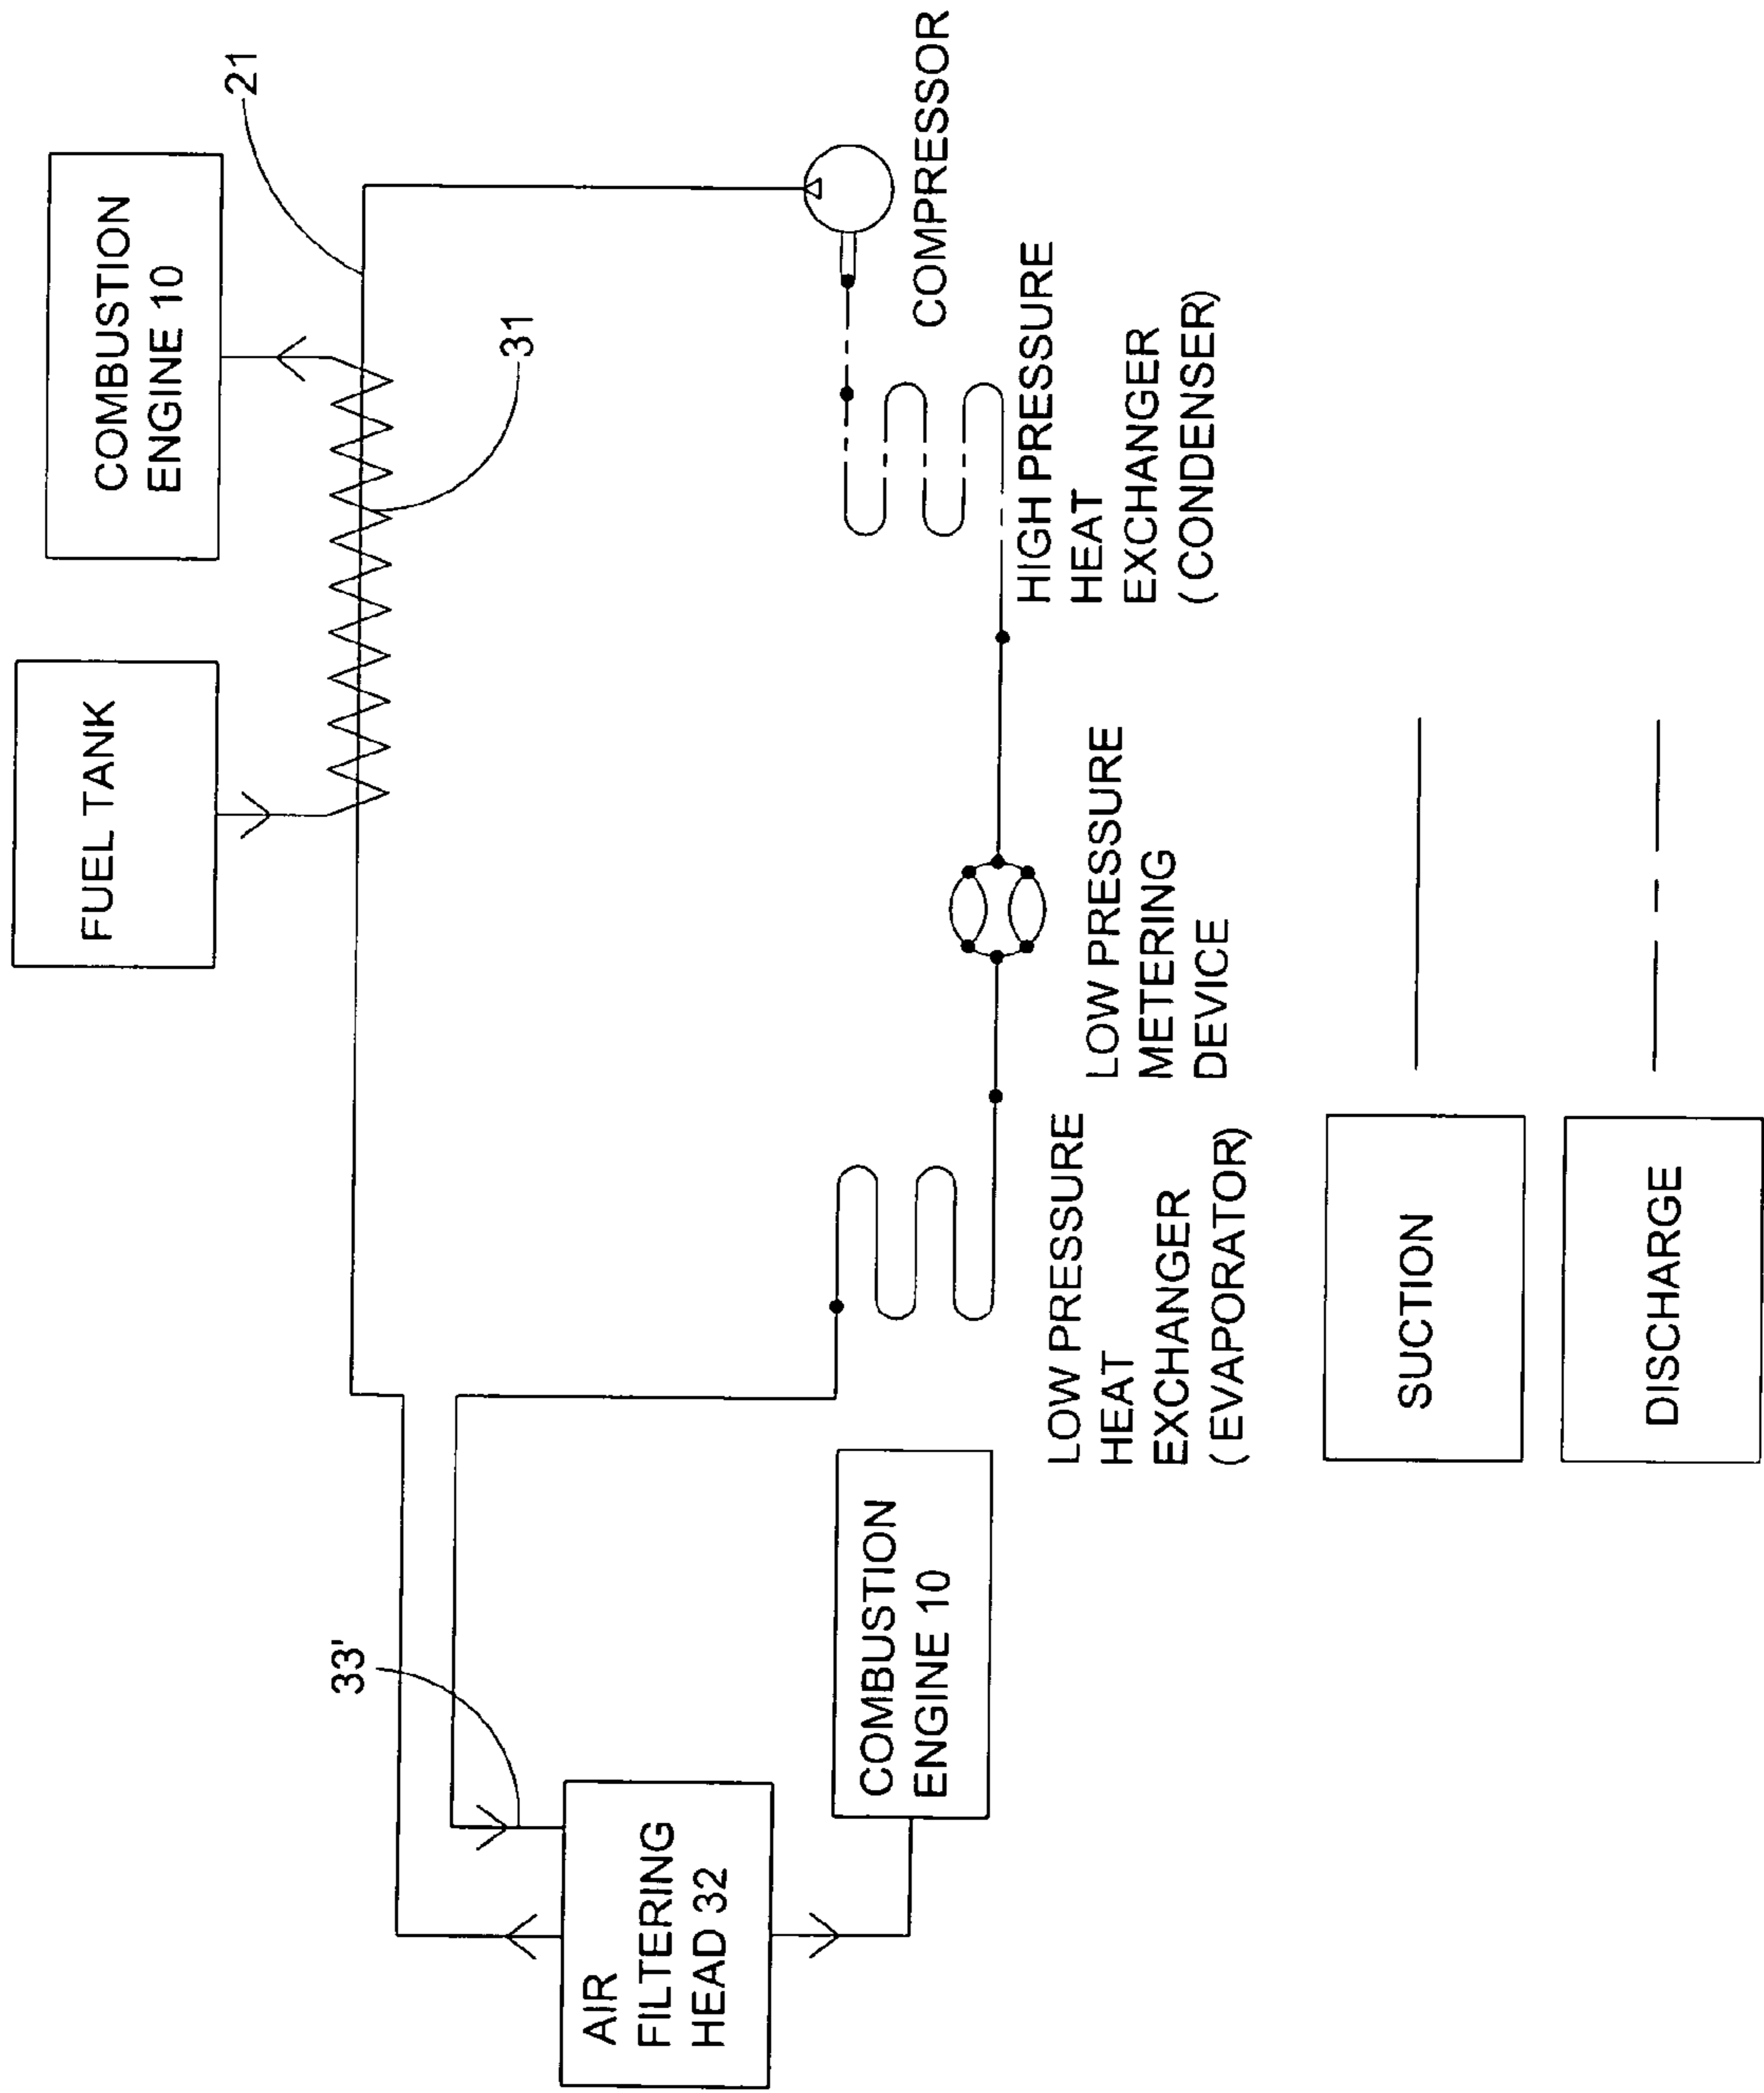 FUEL TANK
COMBUSTION
ENGINE 10
21
31
33'
AIR
FILTERING
HEAD 32
COMBUSTION
ENGINE 10
COMPRESSOR
LOW PRESSURE
HEAT
EXCHANGER
( EVAPORATOR)
LOW PRESSURE
METERING
DEVICE
HIGH PRESSURE
HEAT
EXCHANGER
( CONDENSER)
SUCTION
DISCHARGE